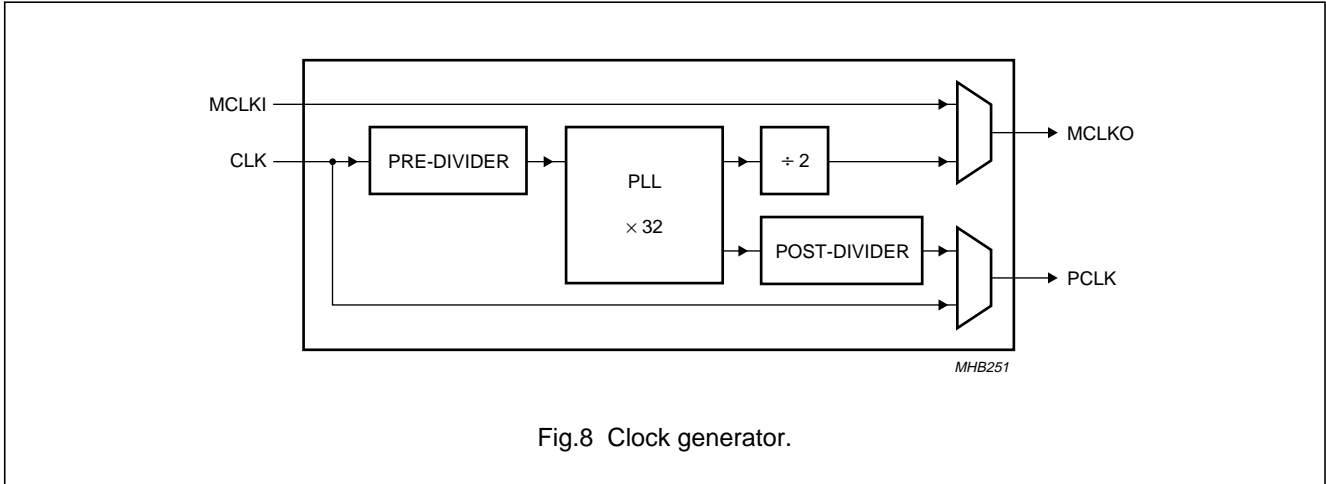 MCLKI
MCLKO
CLK
PRE-DIVIDER
PLL
× 32
÷ 2
POST-DIVIDER
PCLK
MHB251
Fig.8 Clock generator.